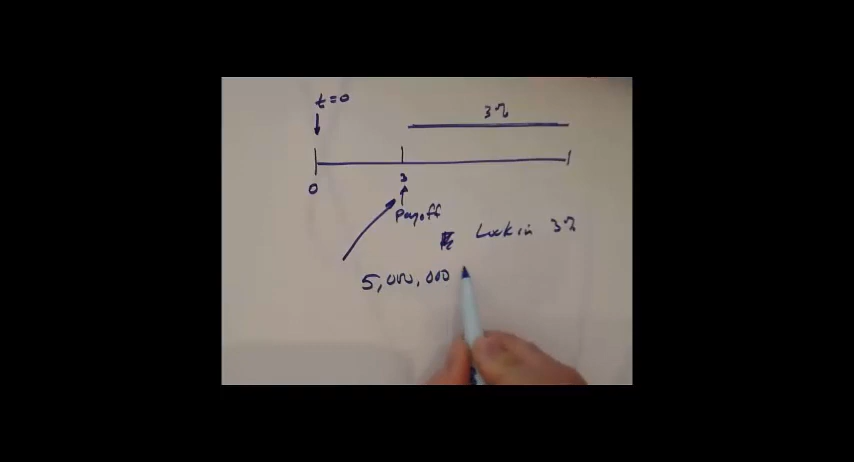 t=0
3%
0
3
Payoff
Lock in 3%
5,000,000